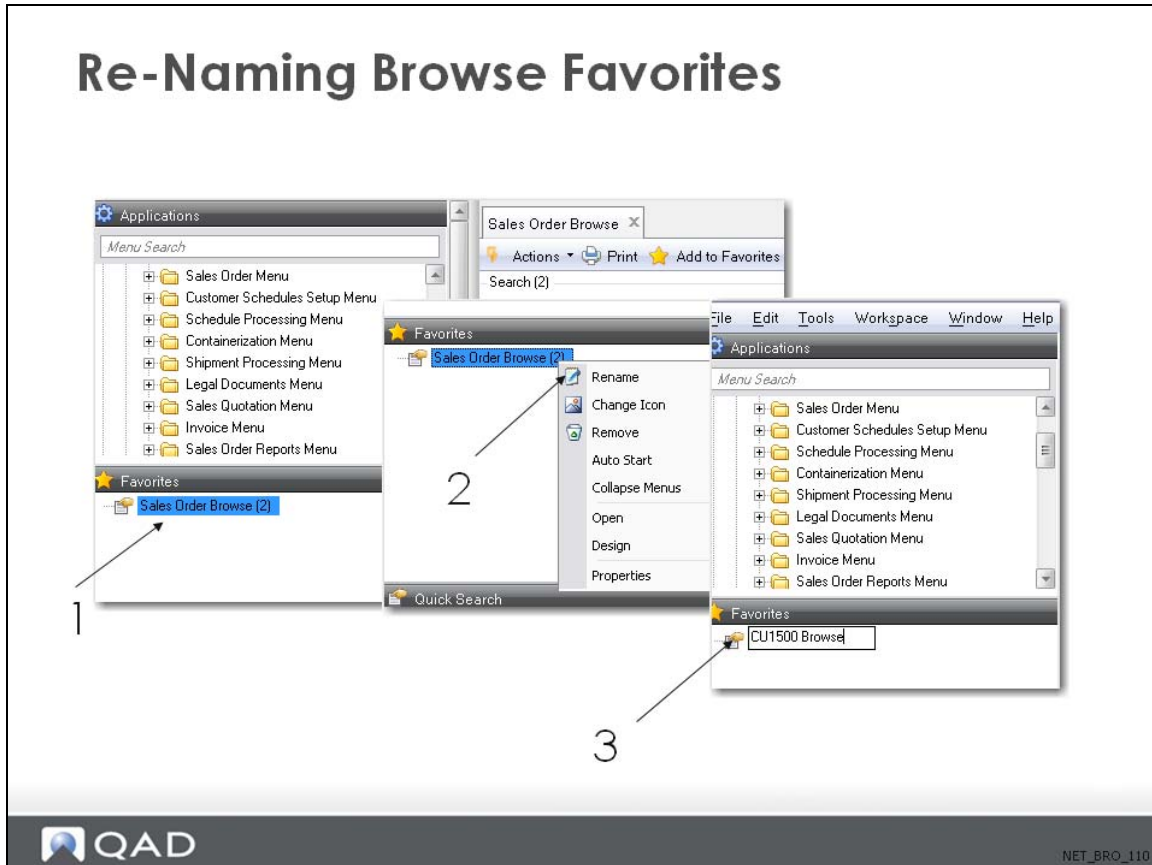 Re-Naming Browse Favorites
Applications
Menu Search
Sales Order Menu
Customer Schedules Setup Menu
Schedule Processing Menu
Containerization Menu
Shipment Processing Menu
Legal Documents Menu
Sales Quotation Menu
Invoice Menu
Sales Order Reports Menu
Favorites
Sales Order Browse (2)
1
Sales Order Browse X
Actions Print Add to Favorites
Search (2)
Favorites
Sales Order Browse (2)
Rename
Change Icon
Remove
Auto Start
Collapse Menus
Open
Design
Properties
Quick Search
2
File Edit Tools Workspace Window Help
Applications
Menu Search
Sales Order Menu
Customer Schedules Setup Menu
Schedule Processing Menu
Containerization Menu
Shipment Processing Menu
Legal Documents Menu
Sales Quotation Menu
Invoice Menu
Sales Order Reports Menu
Favorites
CU1500 Browse
3
QAD
NET_BRO_110